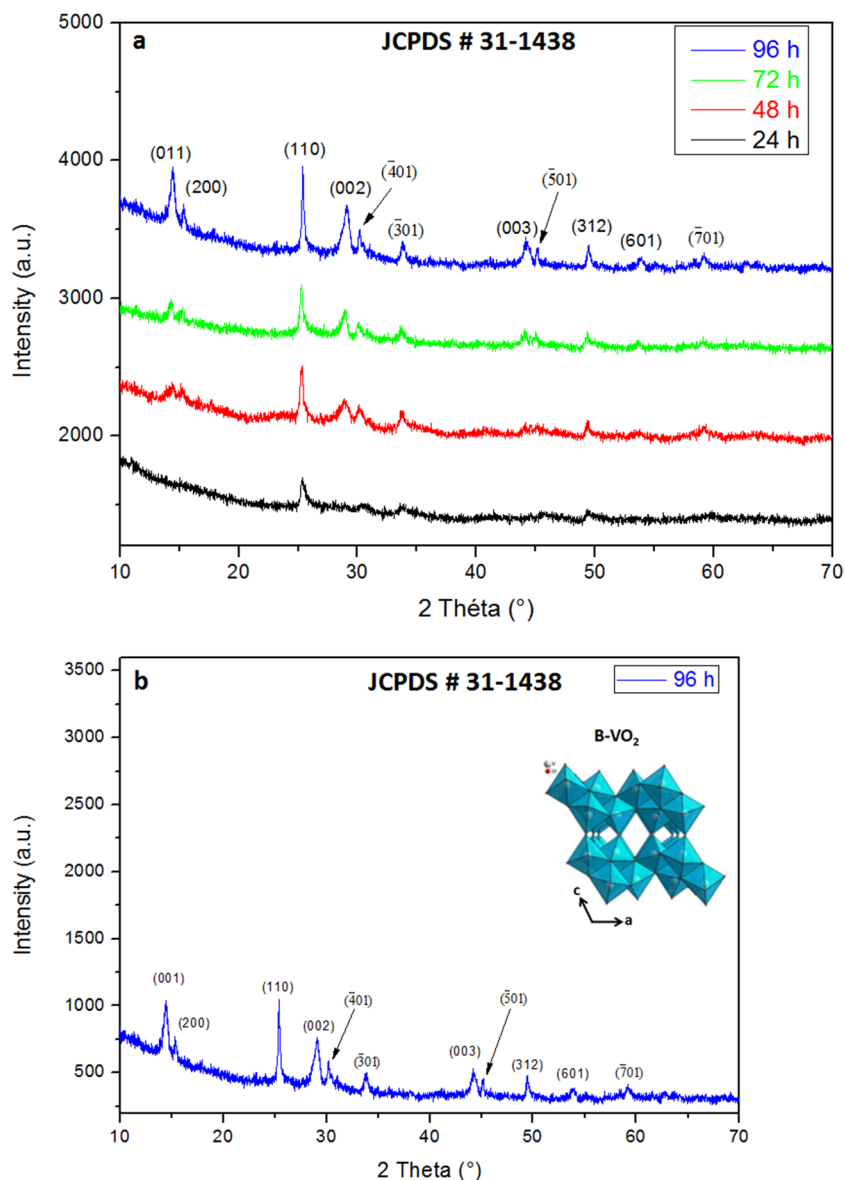 5000
a
JCPDS # 31-1438
96 h
72 h
48 h
24 h
4000
(011)
(200)
(110)
(002)
(4̅01)
(3̅01)
(003)
(5̅01)
(312)
(601)
(7̅01)
3000
2000
Intensity (a.u.)
10 20 30 40 50 60 70
2 Théta (°)
b
JCPDS # 31-1438
96 h
3500
3000
2500
2000
1500
1000
500
Intensity (a.u.)
B-VO₂
c
a
(001)
(200)
(110)
(002)
(4̅01)
(3̅01)
(003)
(5̅01)
(312)
(601)
(7̅01)
10 20 30 40 50 60 70
2 Theta (°)